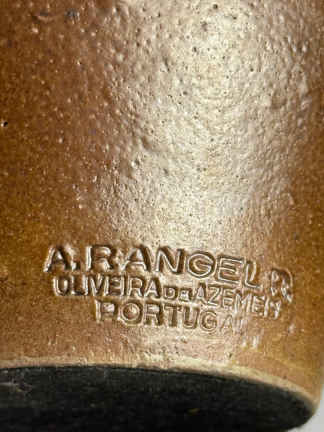 A. RANGEL
OLIVEIRA DE AZEMEIS
PORTUGAL